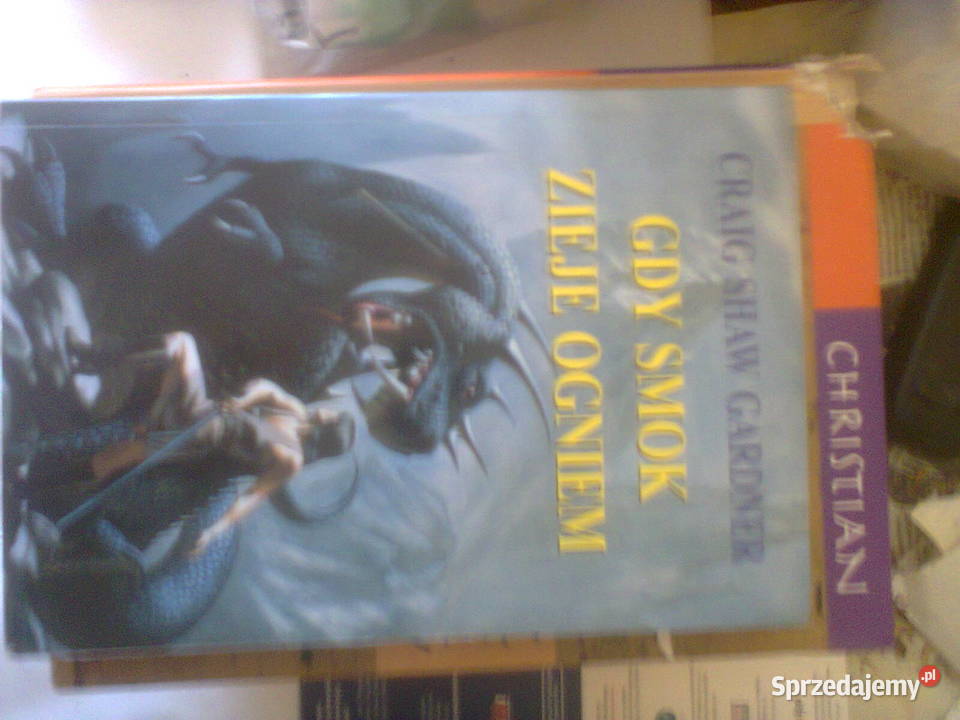 CRAIG SHAW GARDNER
GDY SMOK
ZIEJE OGNIEM
CHRISTIAN
Sprzedajemy.pl